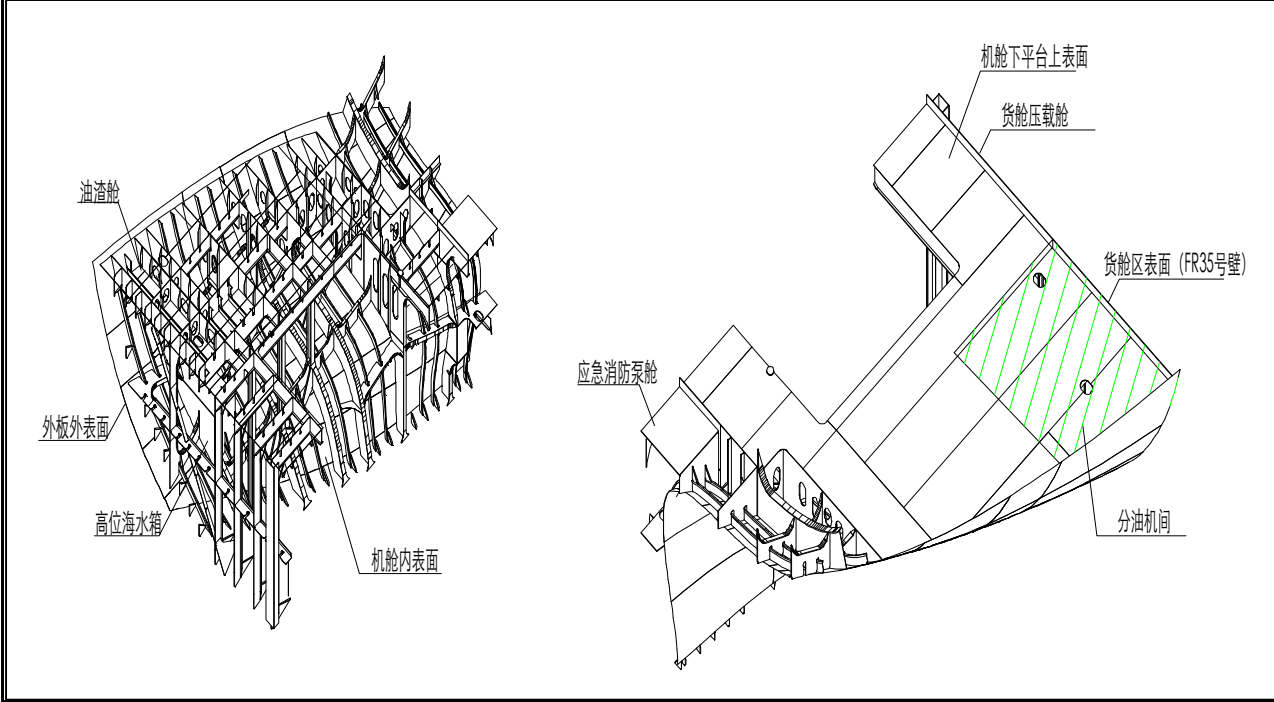 油渣舱
外板外表面
高位海水箱
机舱内表面
机舱下平台上表面
货舱压载舱
货舱区表面（FR35号壁）
应急消防泵舱
分油机间